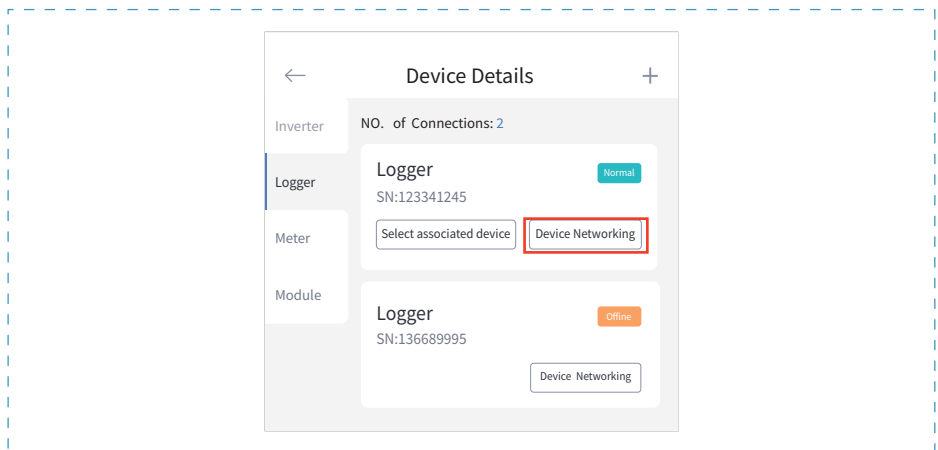 Device Details
Inverter
NO. of Connections: 2
Logger
Logger
Normal
SN:123341245
Select associated device
Device Networking
Meter
Module
Logger
Offine
SN:136689995
Device Networking